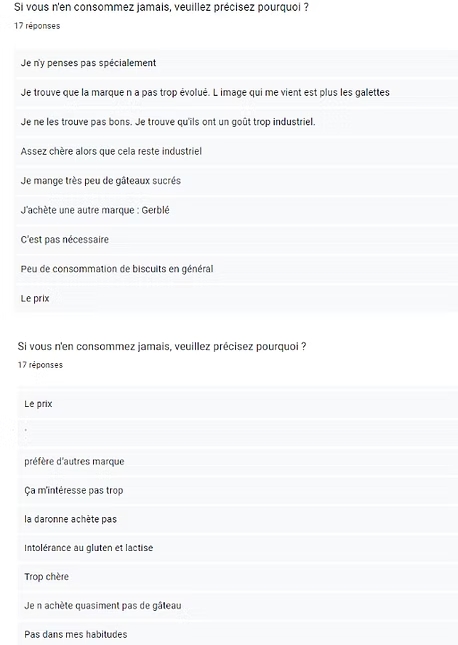 Si vous n'en consommez jamais, veuillez précisez pourquoi ?
17 réponses
Je n'y penses pas spécialement
Je trouve que la marque n a pas trop évolué. L image qui me vient est plus les galettes
Je ne les trouve pas bons. Je trouve qu'ils ont un goût trop industriel.
Assez chère alors que cela reste industriel
Je mange très peu de gâteaux sucrés
J'achète une autre marque : Gerblé
C'est pas nécessaire
Peu de consommation de biscuits en général
Le prix
Si vous n'en consommez jamais, veuillez précisez pourquoi ?
17 réponses
Le prix
.
préfère d'autres marque
Ça m'intéresse pas trop
la daronne achète pas
Intolérance au gluten et lactise
Trop chère
Je n achète quasiment pas de gâteau
Pas dans mes habitudes